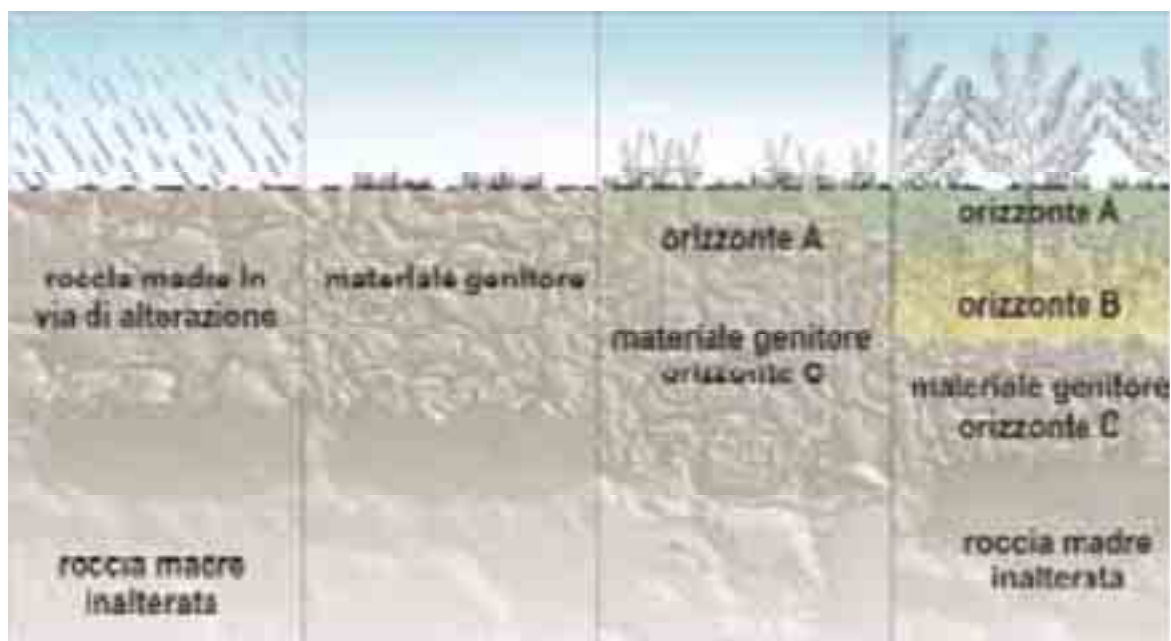 roccia madre in
via di alterazione
roccia madre
inalterata
materiale genitore
orizzonte A
materiale genitore
orizzonte C
orizzonte A
orizzonte B
materiale genitore
orizzonte C
roccia madre
inalterata